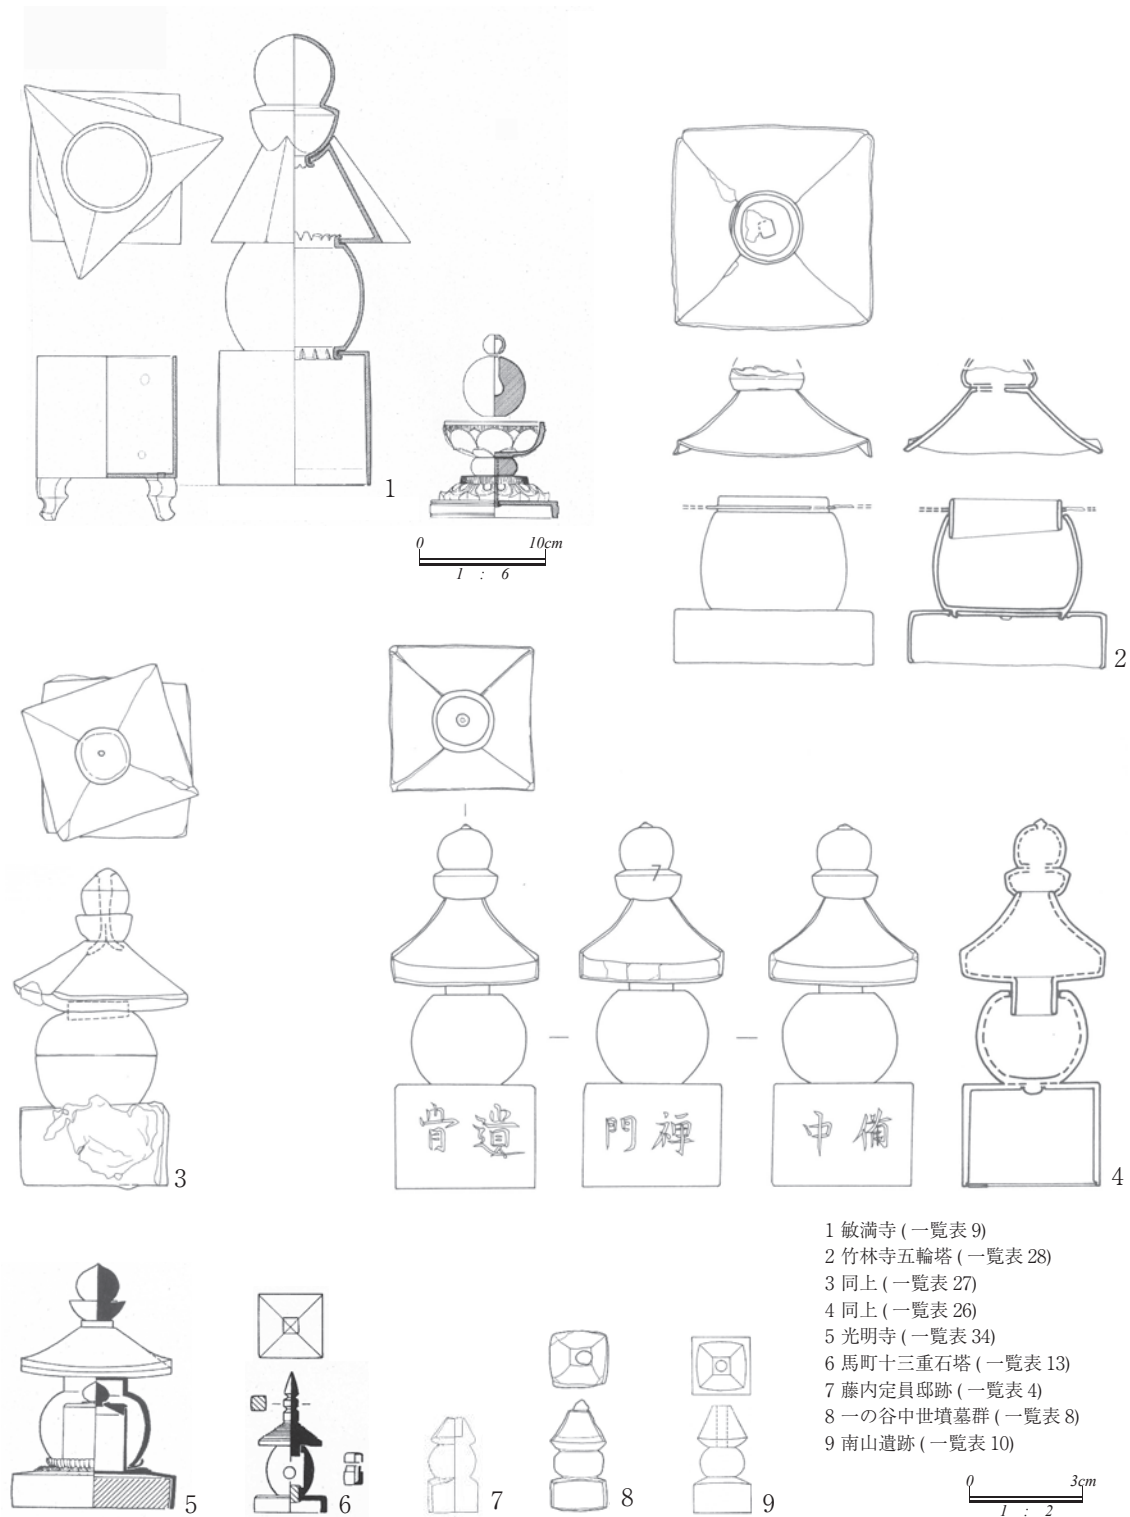 1
0 10cm
1 : 6
2
3
7
骨 遺
門 禅
中 備
4
1 敏満寺 ( 一覧表 9)
2 竹林寺五輪塔 ( 一覧表 28)
3 同上 ( 一覧表 27)
4 同上 ( 一覧表 26)
5 光明寺 ( 一覧表 34)
6 馬町十三重石塔 ( 一覧表 13)
7 藤内定員邸跡 ( 一覧表 4)
8 一の谷中世墳墓群 ( 一覧表 8)
9 南山遺跡 ( 一覧表 10)
5
6
7
8
9
0 3cm
1 : 2